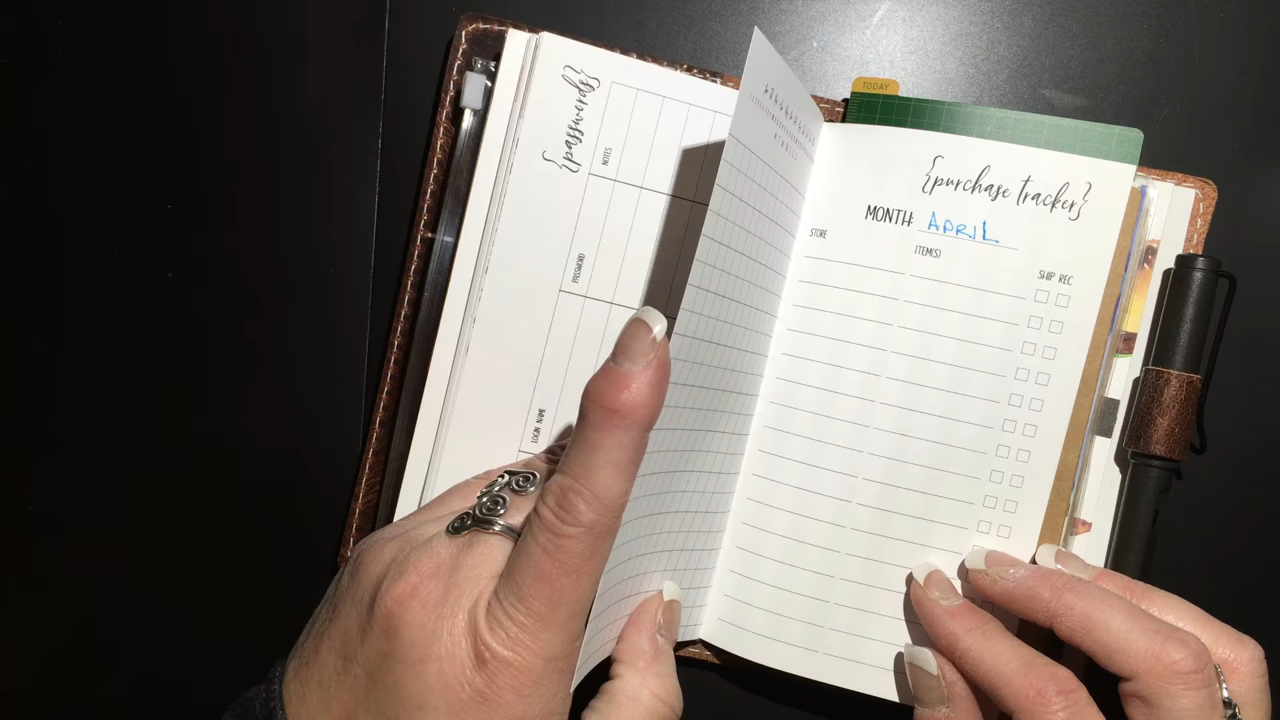 {passwords}
NOTES
PASSWORD
LOGIN NAME
TODAY
{purchase tracker}
MONTH: APRIL
STORE ITEM(S) SHIP REC